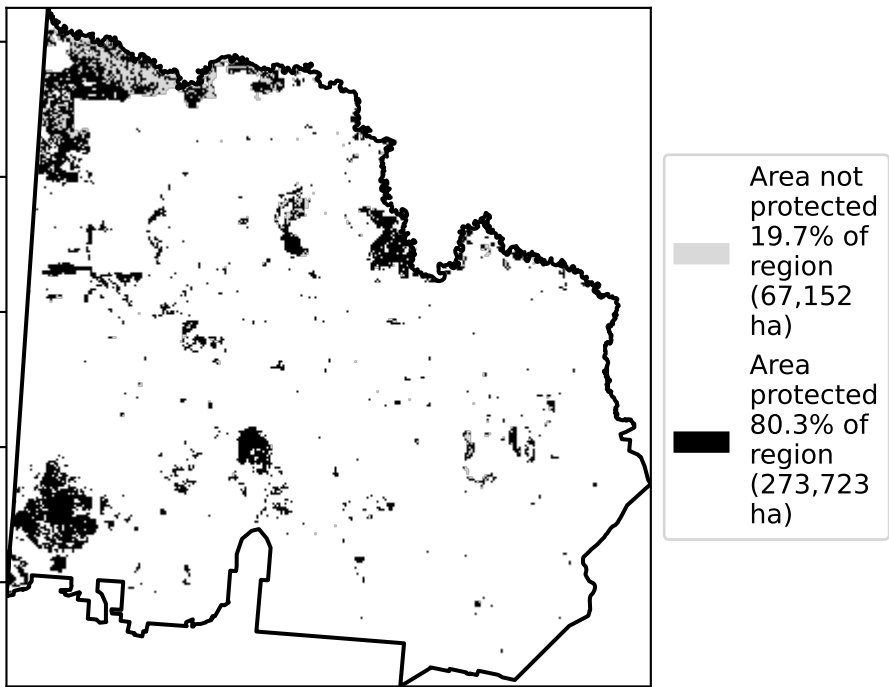 Area not
protected
19.7% of
region
(67,152
ha)
Area
protected
80.3% of
region
(273,723
ha)